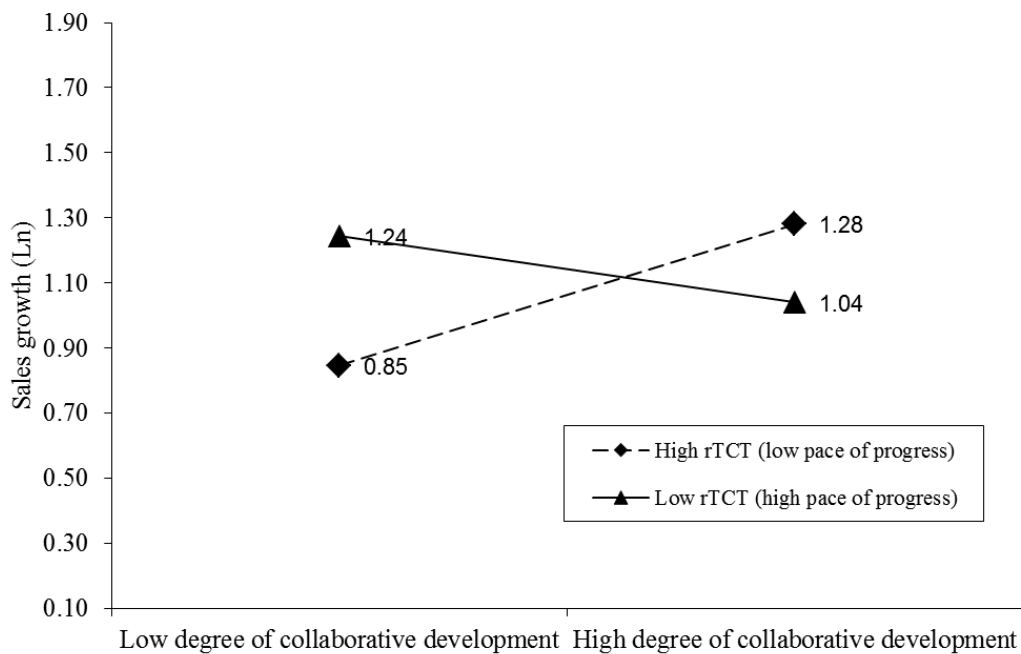 1.90
1.70
1.50
1.30
1.10
0.90
0.70
0.50
0.30
0.10
Sales growth (Ln)
1.24
1.28
0.85
1.04
High rTCT (low pace of progress)
Low rTCT (high pace of progress)
Low degree of collaborative development
High degree of collaborative development